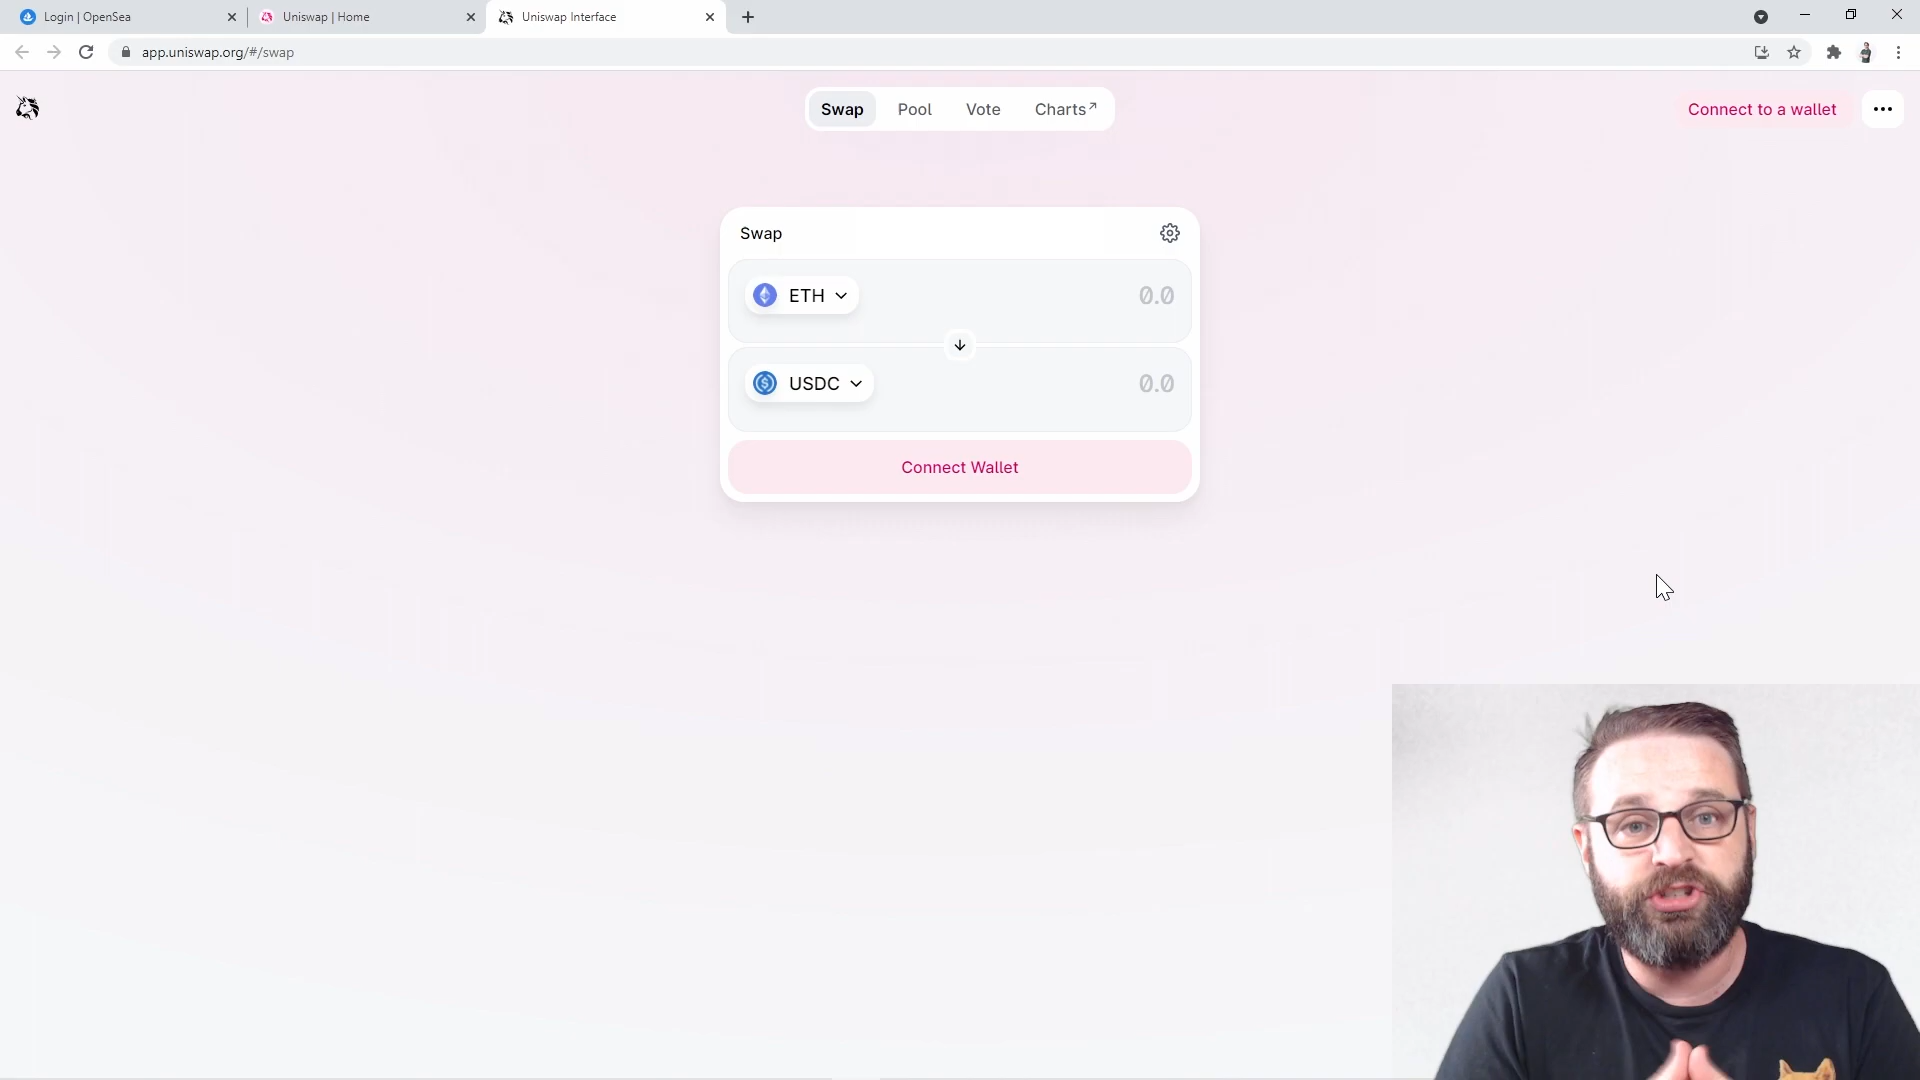 Login | OpenSea
Uniswap | Home
Uniswap Interface
app.uniswap.org/#/swap
Swap
Pool
Vote
Charts↗
Connect to a wallet
Swap
ETH
0.0
USDC
0.0
Connect Wallet